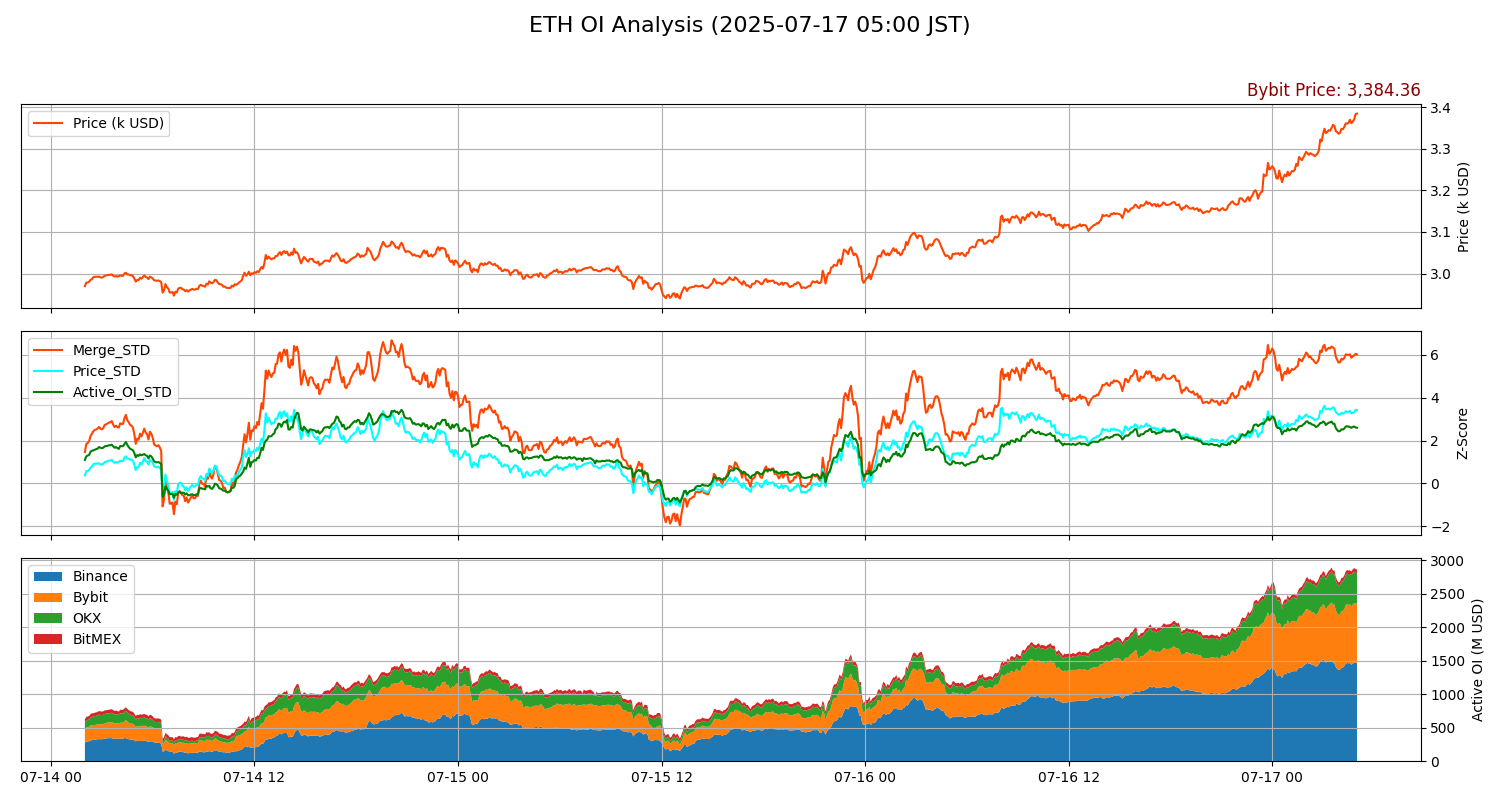 ETH OI Analysis (2025-07-17 05:00 JST)
Bybit Price: 3,384.36
Price (k USD)
3.4
3.3
3.2
3.1
3.0
Price (k USD)
Merge_STD
Price_STD
Active_OI_STD
6
4
2
0
−2
Z-Score
Binance
Bybit
OKX
BitMEX
3000
2500
2000
1500
1000
500
0
Active OI (M USD)
07-14 00
07-14 12
07-15 00
07-15 12
07-16 00
07-16 12
07-17 00